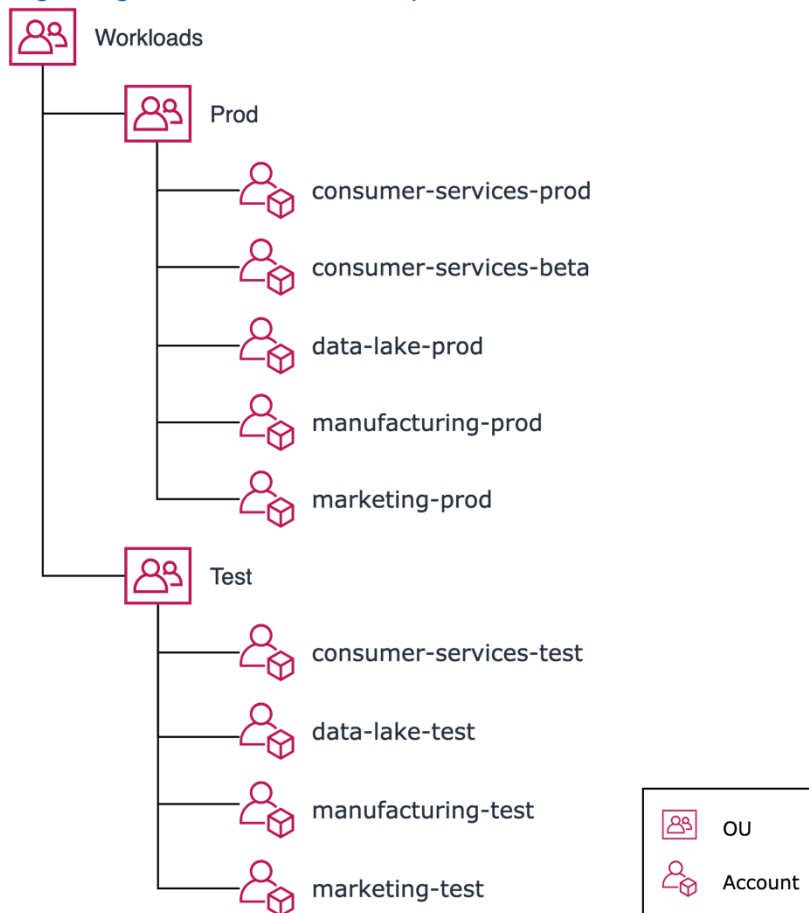 Workloads
Prod
consumer-services-prod
consumer-services-beta
data-lake-prod
manufacturing-prod
marketing-prod
Test
consumer-services-test
data-lake-test
manufacturing-test
marketing-test
OU
Account